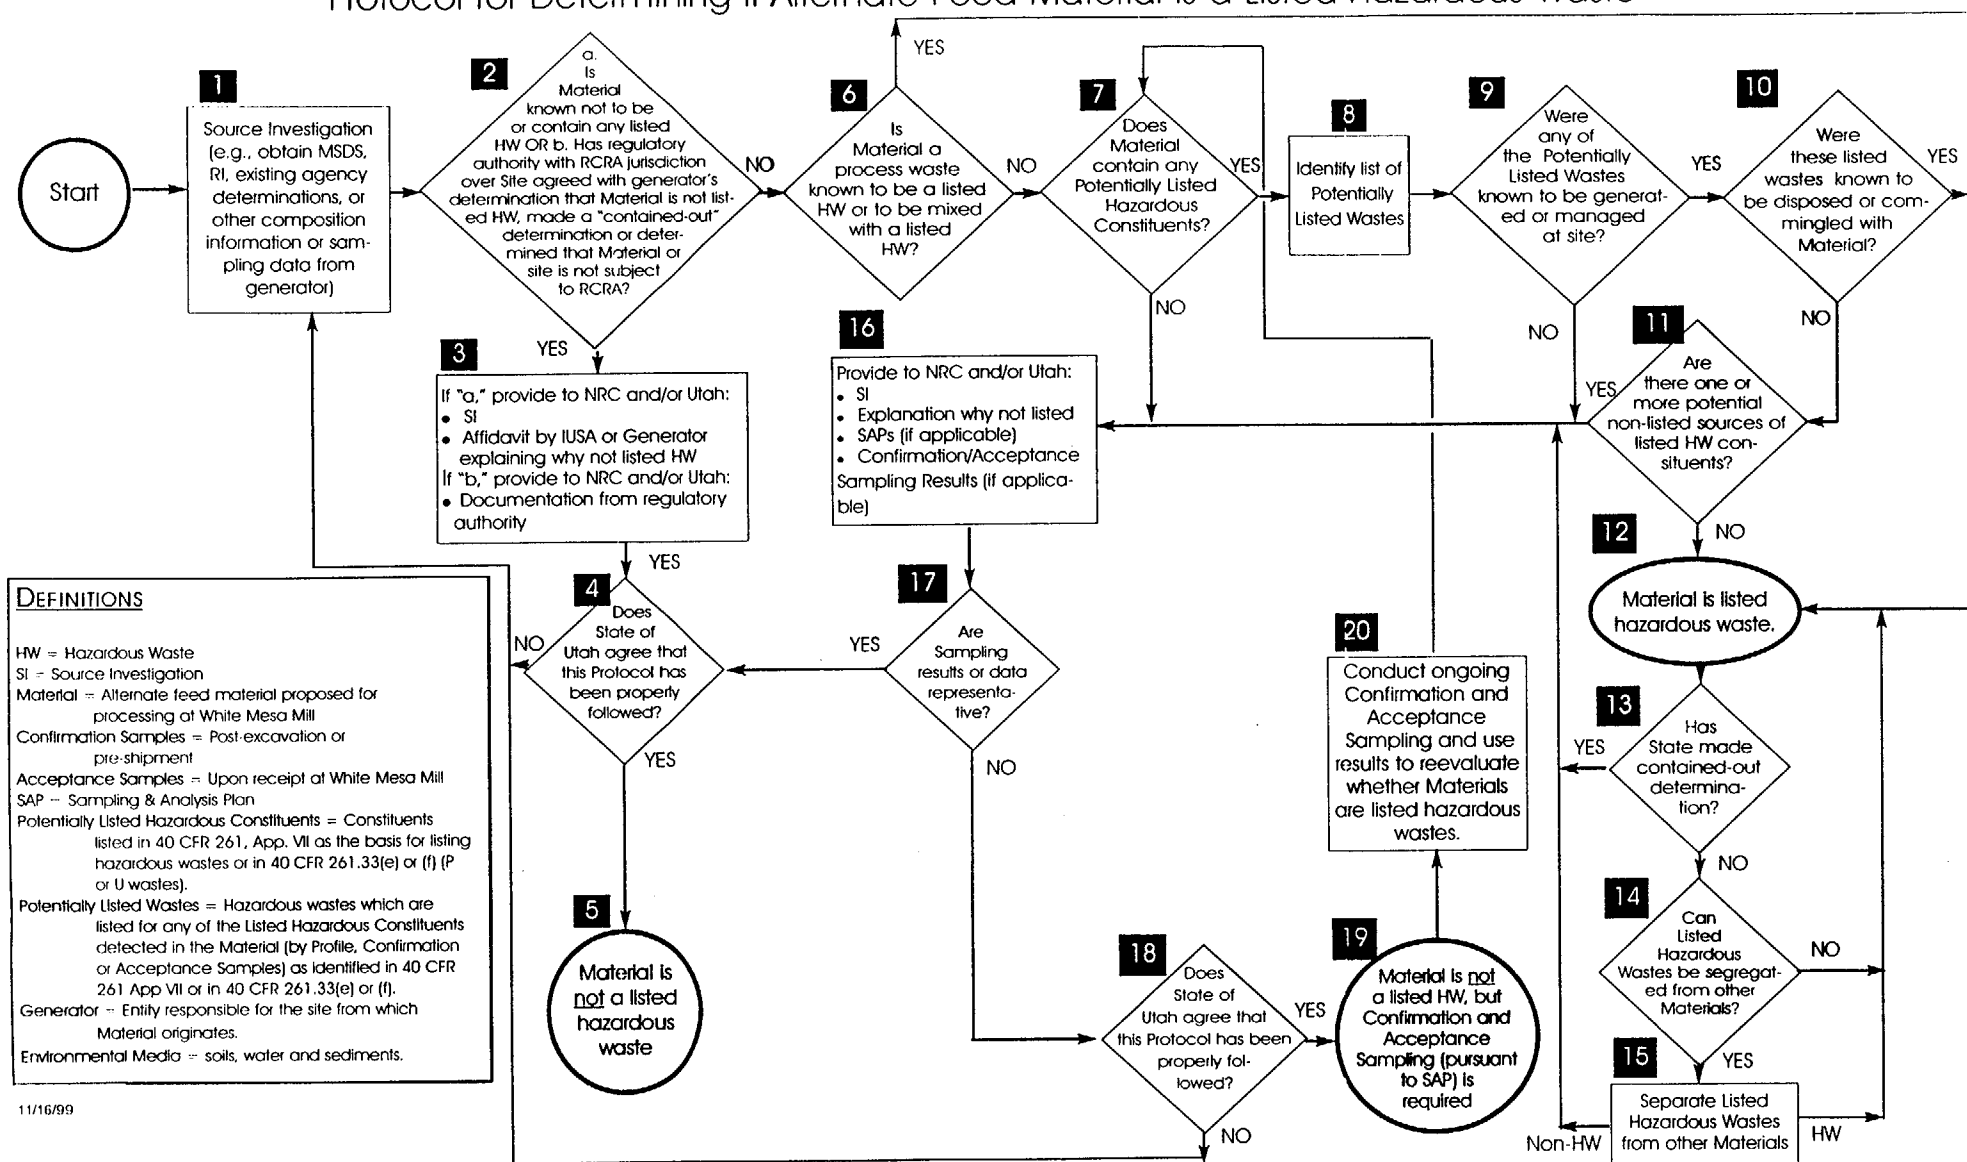 Protocol for Determining if Alternate Feed Material is a Listed Hazardous Waste
Start
1
Source Investigation
(e.g., obtain MSDS,
RI, existing agency
determinations, or
other composition
information or sam-
pling data from
generator)
2
a.
Is
Material
known not to be
or contain any listed
HW OR b. Has regulatory
authority with RCRA jurisdiction
over Site agreed with generator's
determination that Material is not list-
ed HW, made a "contained-out"
determination or deter-
mined that Material or
site is not subject
to RCRA?
NO
YES
3
If "a," provide to NRC and/or Utah:
• SI
• Affidavit by IUSA or Generator
explaining why not listed HW
If "b," provide to NRC and/or Utah:
• Documentation from regulatory
authority
YES
4
Does
State of
Utah agree that
this Protocol has
been properly
followed?
NO
YES
5
Material is
not a listed
hazardous
waste
6
Is
Material a
process waste
known to be a listed
HW or to be mixed
with a listed
HW?
YES
NO
7
Does
Material
contain any
Potentially Listed
Hazardous
Constituents?
YES
NO
8
Identify list of
Potentially
Listed Wastes
9
Were
any of
the Potentially
Listed Wastes
known to be generat-
ed or managed
at site?
YES
NO
10
Were
these listed
wastes known to
be disposed or com-
mingled with
Material?
YES
NO
11
Are
there one or
more potential
non-listed sources of
listed HW con-
situents?
YES
NO
12
Material is listed
hazardous waste.
13
Has
State made
contained-out
determina-
tion?
YES
NO
14
Can
Listed
Hazardous
Wastes be segregat-
ed from other
Materials?
NO
YES
15
Separate Listed
Hazardous Wastes
from other Materials
Non-HW
HW
16
Provide to NRC and/or Utah:
• SI
• Explanation why not listed
• SAPs (if applicable)
• Confirmation/Acceptance
Sampling Results (if applica-
ble)
17
Are
Sampling
results or data
representa-
tive?
YES
NO
18
Does
State of
Utah agree that
this Protocol has been
properly fol-
lowed?
YES
NO
19
Material is not
a listed HW, but
Confirmation and
Acceptance
Sampling (pursuant
to SAP) is
required
20
Conduct ongoing
Confirmation and
Acceptance
Sampling and use
results to reevaluate
whether Materials
are listed hazardous
wastes.
DEFINITIONS
HW = Hazardous Waste
SI = Source Investigation
Material = Alternate feed material proposed for
processing at White Mesa Mill
Confirmation Samples = Post-excavation or
pre-shipment
Acceptance Samples = Upon receipt at White Mesa Mill
SAP = Sampling & Analysis Plan
Potentially Listed Hazardous Constituents = Constituents
listed in 40 CFR 261, App. VII as the basis for listing
hazardous wastes or in 40 CFR 261.33(e) or (f) (P
or U wastes).
Potentially Listed Wastes = Hazardous wastes which are
listed for any of the Listed Hazardous Constituents
detected in the Material (by Profile, Confirmation
or Acceptance Samples) as identified in 40 CFR
261 App VII or in 40 CFR 261.33(e) or (f).
Generator = Entity responsible for the site from which
Material originates.
Environmental Media = soils, water and sediments.
11/16/99